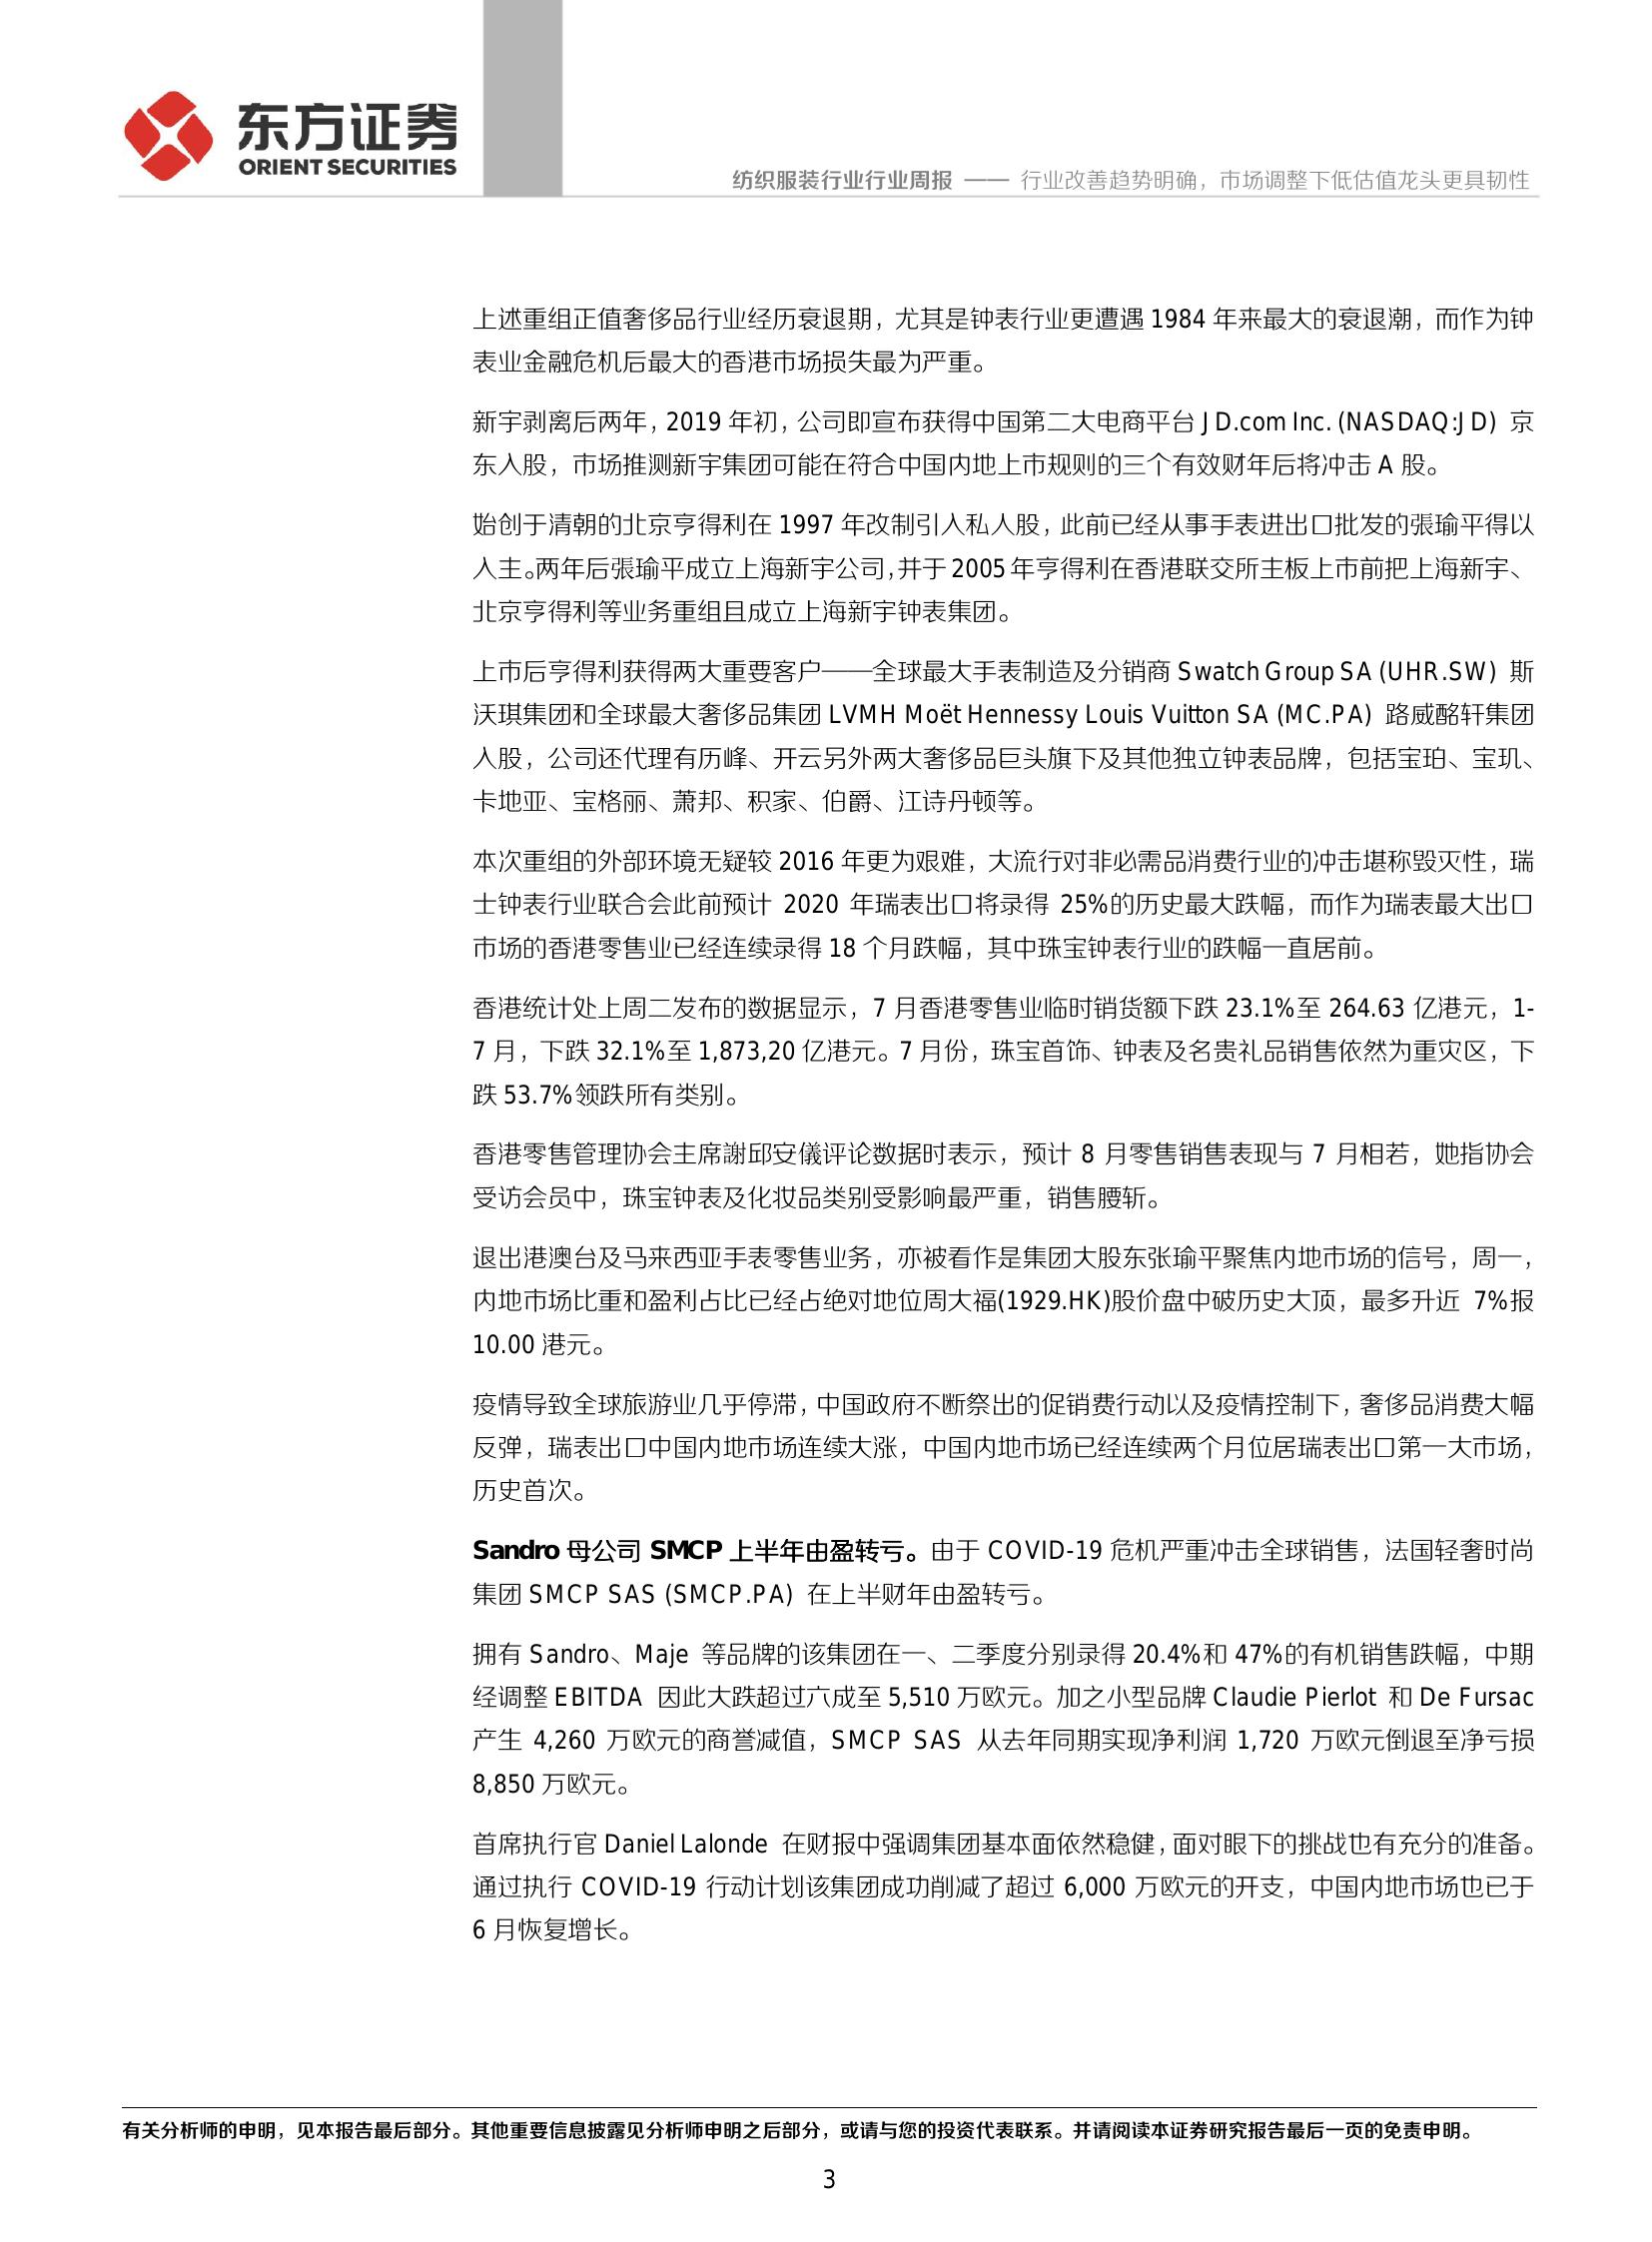 东方证券
ORIENT SECURITIES
纺织服装行业行业周报 —— 行业改善趋势明确，市场调整下低估值龙头更具韧性
上述重组正值奢侈品行业经历衰退期，尤其是钟表行业更遭遇 1984 年来最大的衰退潮，而作为钟
表业金融危机后最大的香港市场损失最为严重。
新宇剥离后两年，2019 年初，公司即宣布获得中国第二大电商平台 JD.com Inc. (NASDAQ:JD) 京
东入股，市场推测新宇集团可能在符合中国内地上市规则的三个有效财年后将冲击 A 股。
始创于清朝的北京亨得利在 1997 年改制引入私人股，此前已经从事手表进出口批发的張瑜平得以
入主。两年后張瑜平成立上海新宇公司，并于 2005 年亨得利在香港联交所主板上市前把上海新宇、
北京亨得利等业务重组且成立上海新宇钟表集团。
上市后亨得利获得两大重要客户——全球最大手表制造及分销商 Swatch Group SA (UHR.SW) 斯
沃琪集团和全球最大奢侈品集团 LVMH Moët Hennessy Louis Vuitton SA (MC.PA) 路威酩轩集团
入股，公司还代理有历峰、开云另外两大奢侈品巨头旗下及其他独立钟表品牌，包括宝珀、宝玑、
卡地亚、宝格丽、萧邦、积家、伯爵、江诗丹顿等。
本次重组的外部环境无疑较 2016 年更为艰难，大流行对非必需品消费行业的冲击堪称毁灭性，瑞
士钟表行业联合会此前预计 2020 年瑞表出口将录得 25%的历史最大跌幅，而作为瑞表最大出口
市场的香港零售业已经连续录得 18 个月跌幅，其中珠宝钟表行业的跌幅一直居前。
香港统计处上周二发布的数据显示，7 月香港零售业临时销货额下跌 23.1%至 264.63 亿港元，1-
7 月，下跌 32.1%至 1,873,20 亿港元。7 月份，珠宝首饰、钟表及名贵礼品销售依然为重灾区，下
跌 53.7%领跌所有类别。
香港零售管理协会主席謝邱安儀评论数据时表示，预计 8 月零售销售表现与 7 月相若，她指协会
受访会员中，珠宝钟表及化妆品类别受影响最严重，销售腰斩。
退出港澳台及马来西亚手表零售业务，亦被看作是集团大股东张瑜平聚焦内地市场的信号，周一，
内地市场比重和盈利占比已经占绝对地位周大福(1929.HK)股价盘中破历史大顶，最多升近 7%报
10.00 港元。
疫情导致全球旅游业几乎停滞，中国政府不断祭出的促销费行动以及疫情控制下，奢侈品消费大幅
反弹，瑞表出口中国内地市场连续大涨，中国内地市场已经连续两个月位居瑞表出口第一大市场，
历史首次。
Sandro 母公司 SMCP 上半年由盈转亏。由于 COVID-19 危机严重冲击全球销售，法国轻奢时尚
集团 SMCP SAS (SMCP.PA) 在上半财年由盈转亏。
拥有 Sandro、Maje 等品牌的该集团在一、二季度分别录得 20.4%和 47%的有机销售跌幅，中期
经调整 EBITDA 因此大跌超过六成至 5,510 万欧元。加之小型品牌 Claudie Pierlot 和 De Fursac
产生 4,260 万欧元的商誉减值，SMCP SAS 从去年同期实现净利润 1,720 万欧元倒退至净亏损
8,850 万欧元。
首席执行官 Daniel Lalonde 在财报中强调集团基本面依然稳健，面对眼下的挑战也有充分的准备。
通过执行 COVID-19 行动计划该集团成功削减了超过 6,000 万欧元的开支，中国内地市场也已于
6 月恢复增长。
有关分析师的申明，见本报告最后部分。其他重要信息披露见分析师申明之后部分，或请与您的投资代表联系。并请阅读本证券研究报告最后一页的免责申明。
3